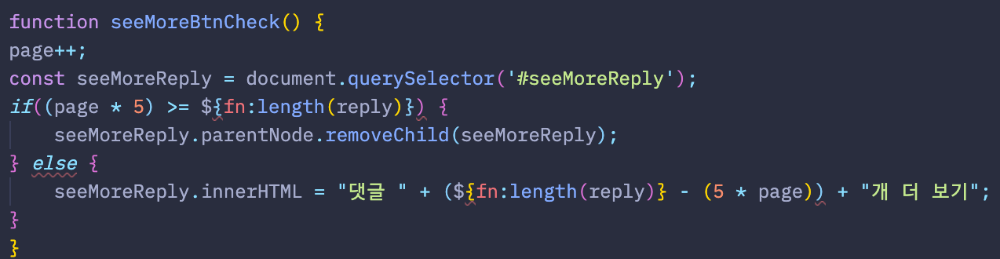 function seeMoreBtnCheck() {
page++;
const seeMoreReply = document.querySelector('#seeMoreReply');
if((page * 5) >= ${fn:length(reply)}) {
    seeMoreReply.parentNode.removeChild(seeMoreReply);
} else {
    seeMoreReply.innerHTML = "댓글 " + (${fn:length(reply)} - (5 * page)) + "개 더 보기";
}
}